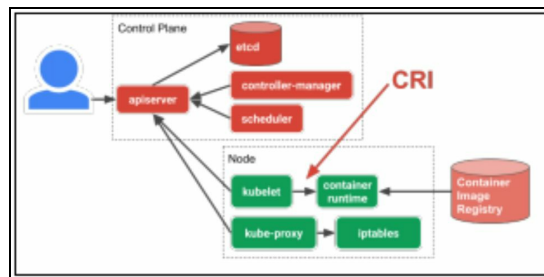 Control Plane
etcd
apiserver
controller-manager
scheduler
CRI
Node
kubelet
container
runtime
Container
Image
Registry
kube-proxy
iptables